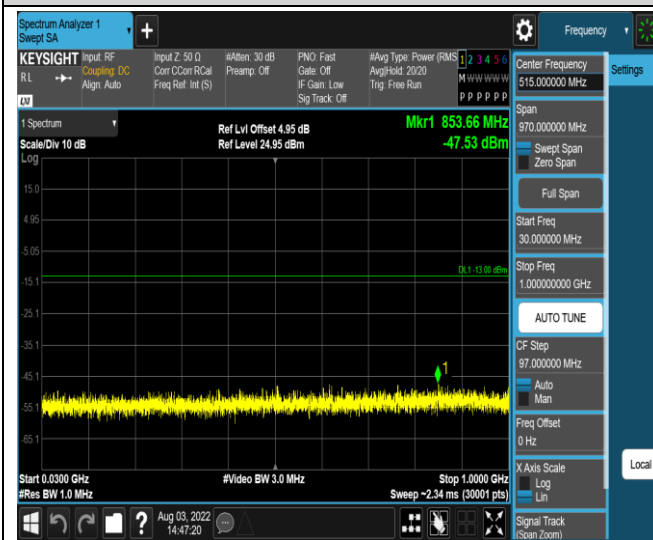 Spectrum Analyzer 1
Swept SA
Frequency
KEYSIGHT
RL
LXI
Input: RF
Coupling: DC
Align: Auto
Input Z: 50 Ω
Corr CCorr RCal
Freq Ref: Int (S)
#Atten: 30 dB
Preamp: Off
PNO: Fast
Gate: Off
IF Gain: Low
Sig Track: Off
#Avg Type: Power (RMS
Avg|Hold: 20/20
Trig: Free Run
1 2 3 4 5 6
M W W W W W
P P P P P P
1 Spectrum
Scale/Div 10 dB
Log
Ref Lvl Offset 4.95 dB
Ref Level 24.95 dBm
Mkr1 853.66 MHz
-47.53 dBm
15.0
4.95
-5.05
DL1 -13.00 dBm
-15.1
-25.1
-35.1
1
-45.1
-55.1
-65.1
Start 0.0300 GHz
#Res BW 1.0 MHz
#Video BW 3.0 MHz
Stop 1.0000 GHz
Sweep ~2.34 ms (30001 pts)
Aug 03, 2022
14:47:20
Center Frequency
515.000000 MHz
Span
970.000000 MHz
Swept Span
Zero Span
Full Span
Start Freq
30.000000 MHz
Stop Freq
1.000000000 GHz
AUTO TUNE
CF Step
97.000000 MHz
Auto
Man
Freq Offset
0 Hz
X Axis Scale
Log
Lin
Signal Track
(Span Zoom)
Settings
Local